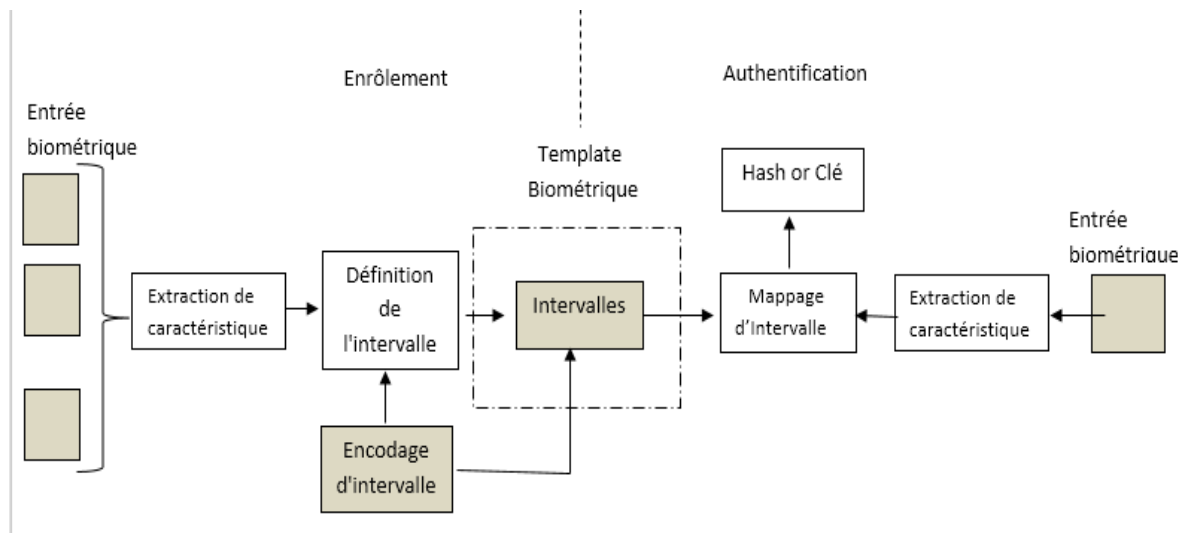 Enrôlement
Authentification
Entrée
biométrique
Template
Biométrique
Hash or Clé
Entrée
biométrique
Extraction de
caractéristique
Définition
de
l'intervalle
Intervalles
Mappage
d’Intervalle
Extraction de
caractéristique
Encodage
d'intervalle